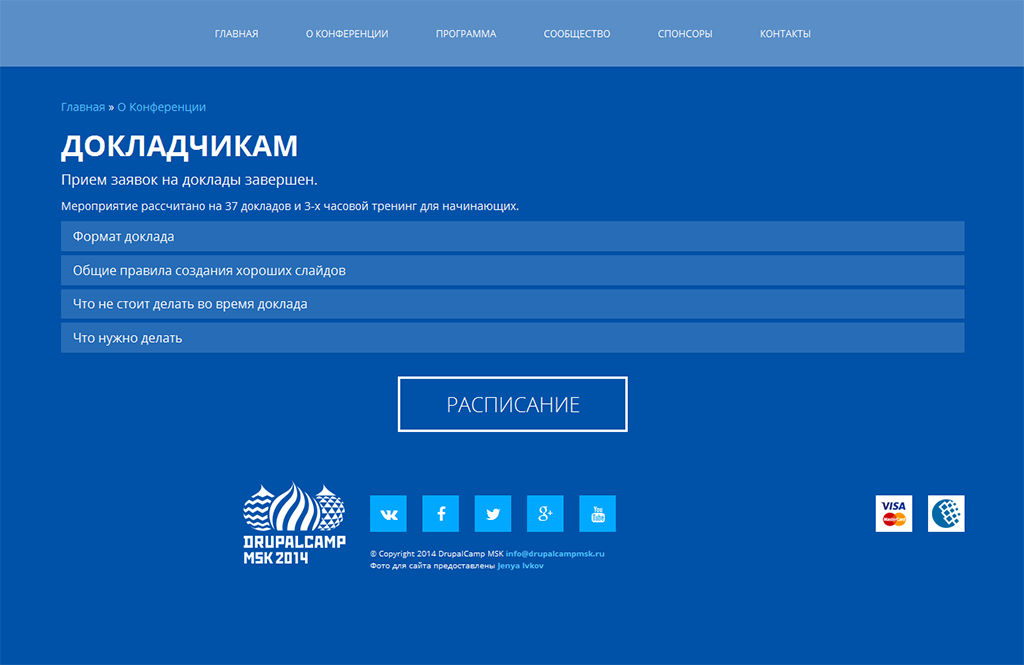 ГЛАВНАЯ О КОНФЕРЕНЦИИ ПРОГРАММА СООБЩЕСТВО СПОНСОРЫ КОНТАКТЫ
Главная » О Конференции
ДОКЛАДЧИКАМ
Прием заявок на доклады завершен.
Мероприятие рассчитано на 37 докладов и 3-х часовой тренинг для начинающих.
Формат доклада
Общие правила создания хороших слайдов
Что не стоит делать во время доклада
Что нужно делать
РАСПИСАНИЕ
DRUPALCAMP
MSK 2014
g+
You
Tube
VISA
MasterCard
© Copyright 2014 DrupalCamp MSK info@drupalcampmsk.ru
Фото для сайта предоставлены Jenya Ivkov